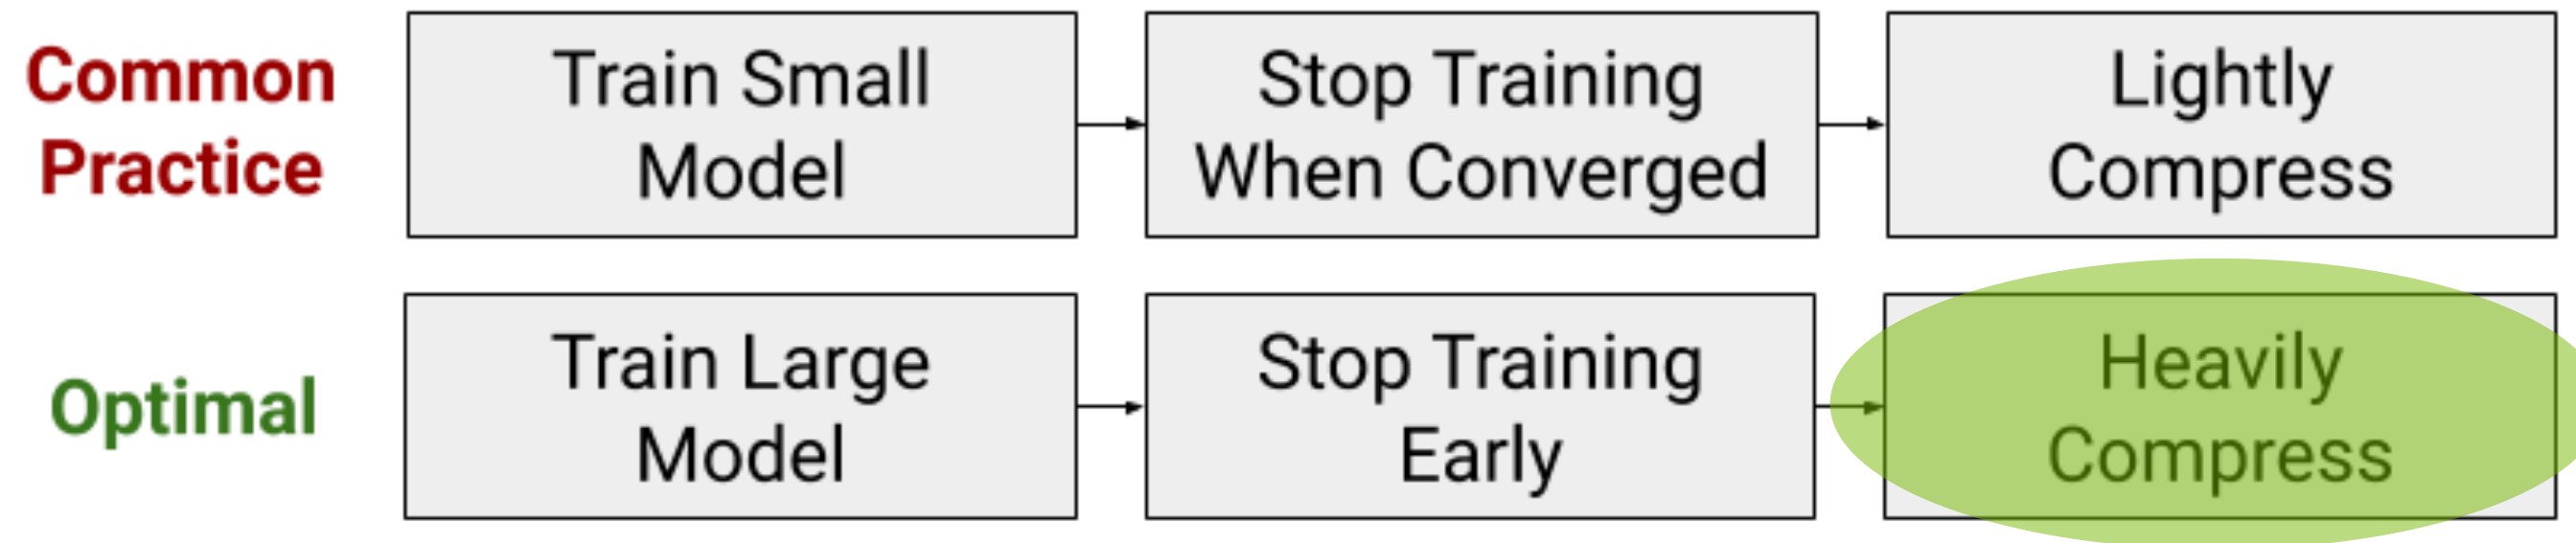 Common
Practice
Train Small
Model
Stop Training
When Converged
Lightly
Compress
Optimal
Train Large
Model
Stop Training
Early
Heavily
Compress